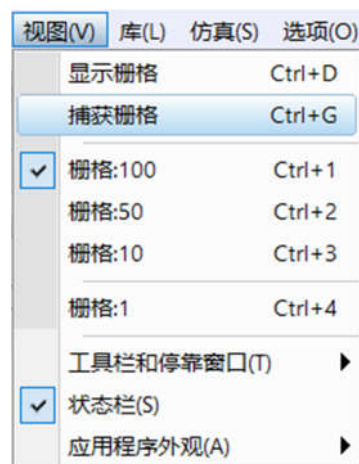 视图(V) 库(L) 仿真(S) 选项(O)
显示栅格 Ctrl+D
捕获栅格 Ctrl+G
栅格:100 Ctrl+1
栅格:50 Ctrl+2
栅格:10 Ctrl+3
栅格:1 Ctrl+4
工具栏和停靠窗口(T)
状态栏(S)
应用程序外观(A)